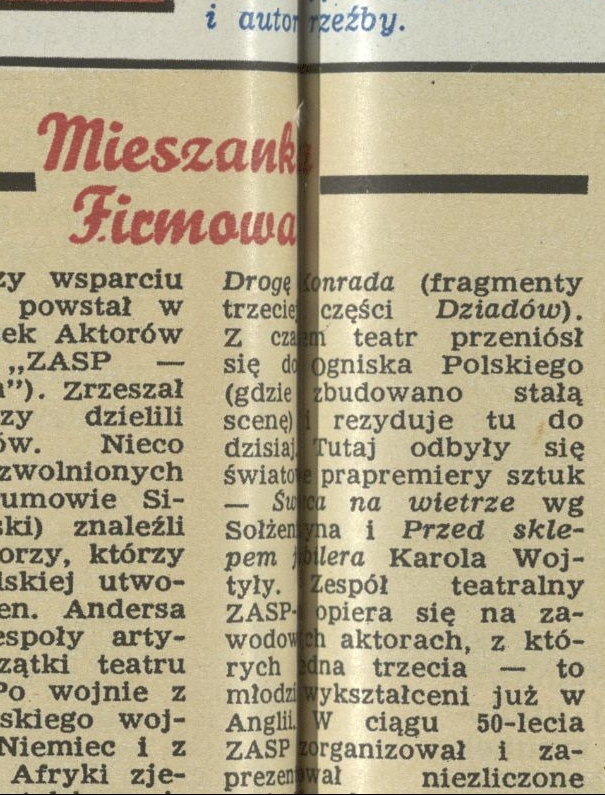 i autor rzeźby.
Mieszanka
Firmowa
zy wsparciu
powstał w
ek Aktorów
„ZASP —
"). Zrzeszał
zy dzielili
ów. Nieco
zwolnionych
umowie Si-
ski) znaleźli
orzy, którzy
lskiej utwo-
en. Andersa
espoły arty-
zątki teatru
Po wojnie z
skiego woj-
Niemiec i z
Afryki zje-
Drogę Konrada (fragmenty
trzeciej części Dziadów).
Z czasem teatr przeniósł
się do Ogniska Polskiego
(gdzie zbudowano stałą
scenę) i rezyduje tu do
dzisiaj. Tutaj odbyły się
światowe prapremiery sztuk
— Świeca na wietrze wg
Sołżenicyna i Przed skle-
pem jubilera Karola Woj-
tyły. Zespół teatralny
ZASP-u opiera się na za-
wodowych aktorach, z któ-
rych jedna trzecia — to
młodzi wykształceni już w
Anglii. W ciągu 50-lecia
ZASP zorganizował i za-
prezentował niezliczone